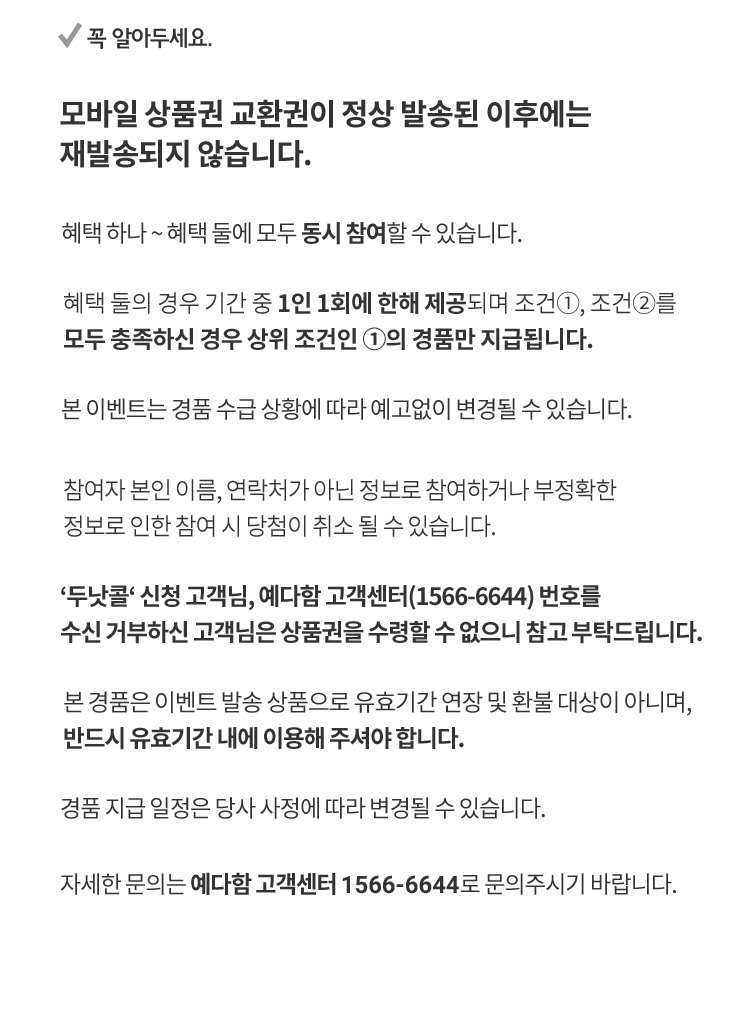 꼭 알아두세요.
모바일 상품권 교환권이 정상 발송된 이후에는
재발송되지 않습니다.
혜택 하나 ~ 혜택 둘에 모두 동시 참여할 수 있습니다.
혜택 둘의 경우 기간 중 1인 1회에 한해 제공되며 조건①, 조건②를
모두 충족하신 경우 상위 조건인 ①의 경품만 지급됩니다.
본 이벤트는 경품 수급 상황에 따라 예고없이 변경될 수 있습니다.
참여자 본인 이름, 연락처가 아닌 정보로 참여하거나 부정확한
정보로 인한 참여 시 당첨이 취소 될 수 있습니다.
‘두낫콜‘ 신청 고객님, 예다함 고객센터(1566-6644) 번호를
수신 거부하신 고객님은 상품권을 수령할 수 없으니 참고 부탁드립니다.
본 경품은 이벤트 발송 상품으로 유효기간 연장 및 환불 대상이 아니며,
반드시 유효기간 내에 이용해 주셔야 합니다.
경품 지급 일정은 당사 사정에 따라 변경될 수 있습니다.
자세한 문의는 예다함 고객센터 1566-6644로 문의주시기 바랍니다.